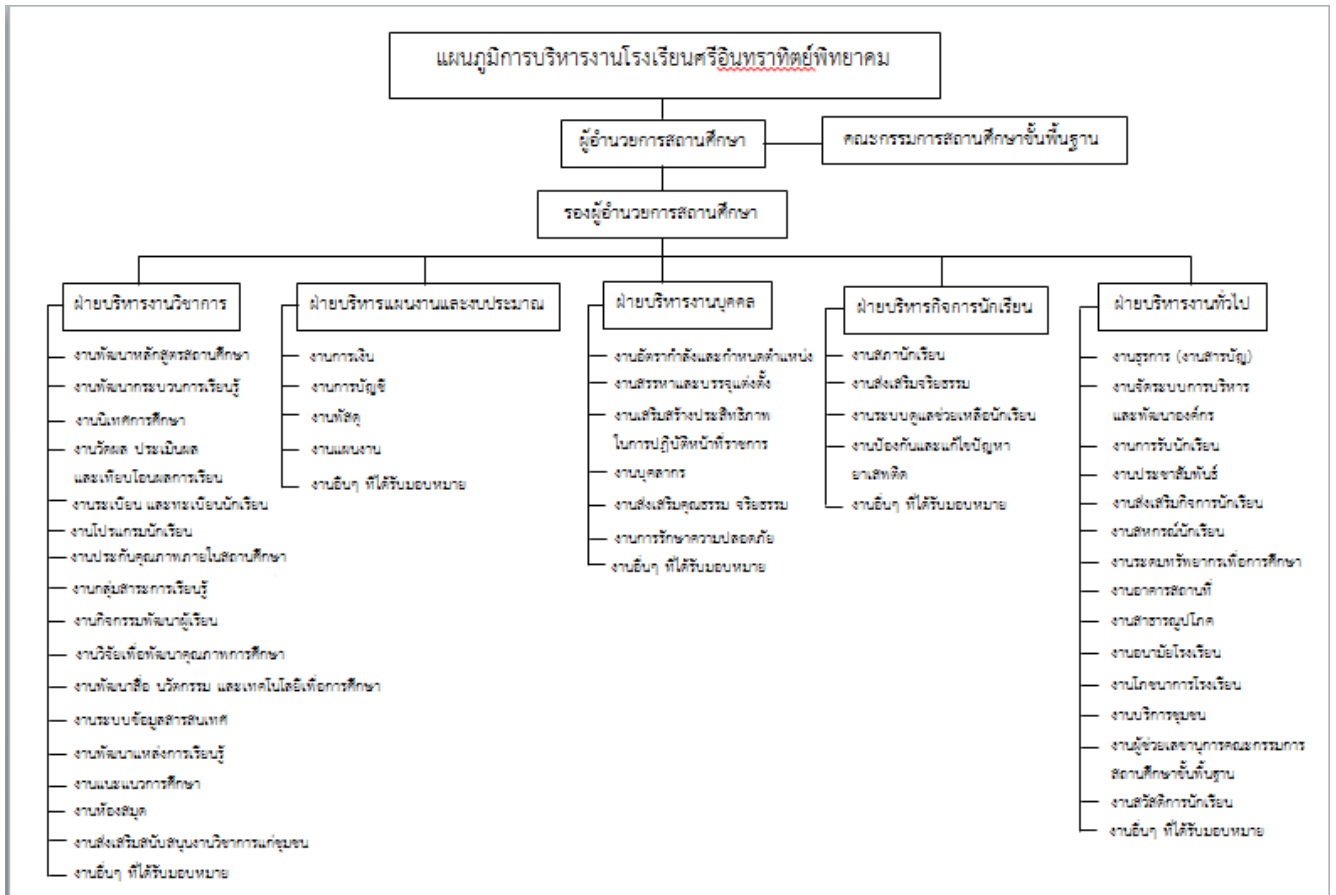 แผนภูมิการบริหารงานโรงเรียนศรีอินทราทิตย์พิทยาคม
ผู้อำนวยการสถานศึกษา
คณะกรรมการสถานศึกษาขั้นพื้นฐาน
รองผู้อำนวยการสถานศึกษา
ฝ่ายบริหารงานวิชาการ
งานพัฒนาหลักสูตรสถานศึกษา
งานพัฒนากระบวนการเรียนรู้
งานนิเทศการศึกษา
งานวัดผล ประเมินผล
และเทียบโอนผลการเรียน
งานระเบียน และทะเบียนนักเรียน
งานโปรแกรมนักเรียน
งานประกันคุณภาพภายในสถานศึกษา
งานกลุ่มสาระการเรียนรู้
งานกิจกรรมพัฒนาผู้เรียน
งานวิจัยเพื่อพัฒนาคุณภาพการศึกษา
งานพัฒนาสื่อ นวัตกรรม และเทคโนโลยีเพื่อการศึกษา
งานระบบข้อมูลสารสนเทศ
งานพัฒนาแหล่งการเรียนรู้
งานแนะแนวการศึกษา
งานห้องสมุด
งานส่งเสริมสนับสนุนงานวิชาการแก่ชุมชน
งานอื่นๆ ที่ได้รับมอบหมาย
ฝ่ายบริหารแผนงานและงบประมาณ
งานการเงิน
งานการบัญชี
งานพัสดุ
งานแผนงาน
งานอื่นๆ ที่ได้รับมอบหมาย
ฝ่ายบริหารงานบุคคล
งานอัตรากำลังและกำหนดตำแหน่ง
งานสรรหาและบรรจุแต่งตั้ง
งานเสริมสร้างประสิทธิภาพ
ในการปฏิบัติหน้าที่ราชการ
งานบุคลากร
งานส่งเสริมคุณธรรม จริยธรรม
งานการรักษาความปลอดภัย
งานอื่นๆ ที่ได้รับมอบหมาย
ฝ่ายบริหารกิจการนักเรียน
งานสภานักเรียน
งานส่งเสริมจริยธรรม
งานระบบดูแลช่วยเหลือนักเรียน
งานป้องกันและแก้ไขปัญหา
ยาเสพติด
งานอื่นๆ ที่ได้รับมอบหมาย
ฝ่ายบริหารงานทั่วไป
งานธุรการ (งานสารบัญ)
งานจัดระบบการบริหาร
และพัฒนาองค์กร
งานการรับนักเรียน
งานประชาสัมพันธ์
งานส่งเสริมกิจการนักเรียน
งานสหกรณ์นักเรียน
งานระดมทรัพยากรเพื่อการศึกษา
งานอาคารสถานที่
งานสาธารณูปโภค
งานอนามัยโรงเรียน
งานโภชนาการโรงเรียน
งานบริการชุมชน
งานผู้ช่วยเลขานุการคณะกรรมการ
สถานศึกษาขั้นพื้นฐาน
งานสวัสดิการนักเรียน
งานอื่นๆ ที่ได้รับมอบหมาย